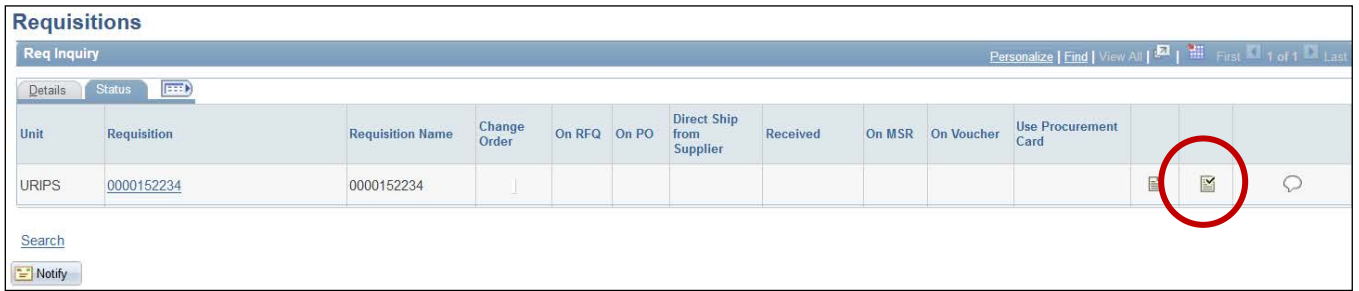 Requisitions
Req Inquiry Personalize | Find | View All | | First 1 of 1 Last
Details Status
Unit Requisition Requisition Name Change Order On RFQ On PO Direct Ship from Supplier Received On MSR On Voucher Use Procurement Card
URIPS 0000152234 0000152234
Search
Notify